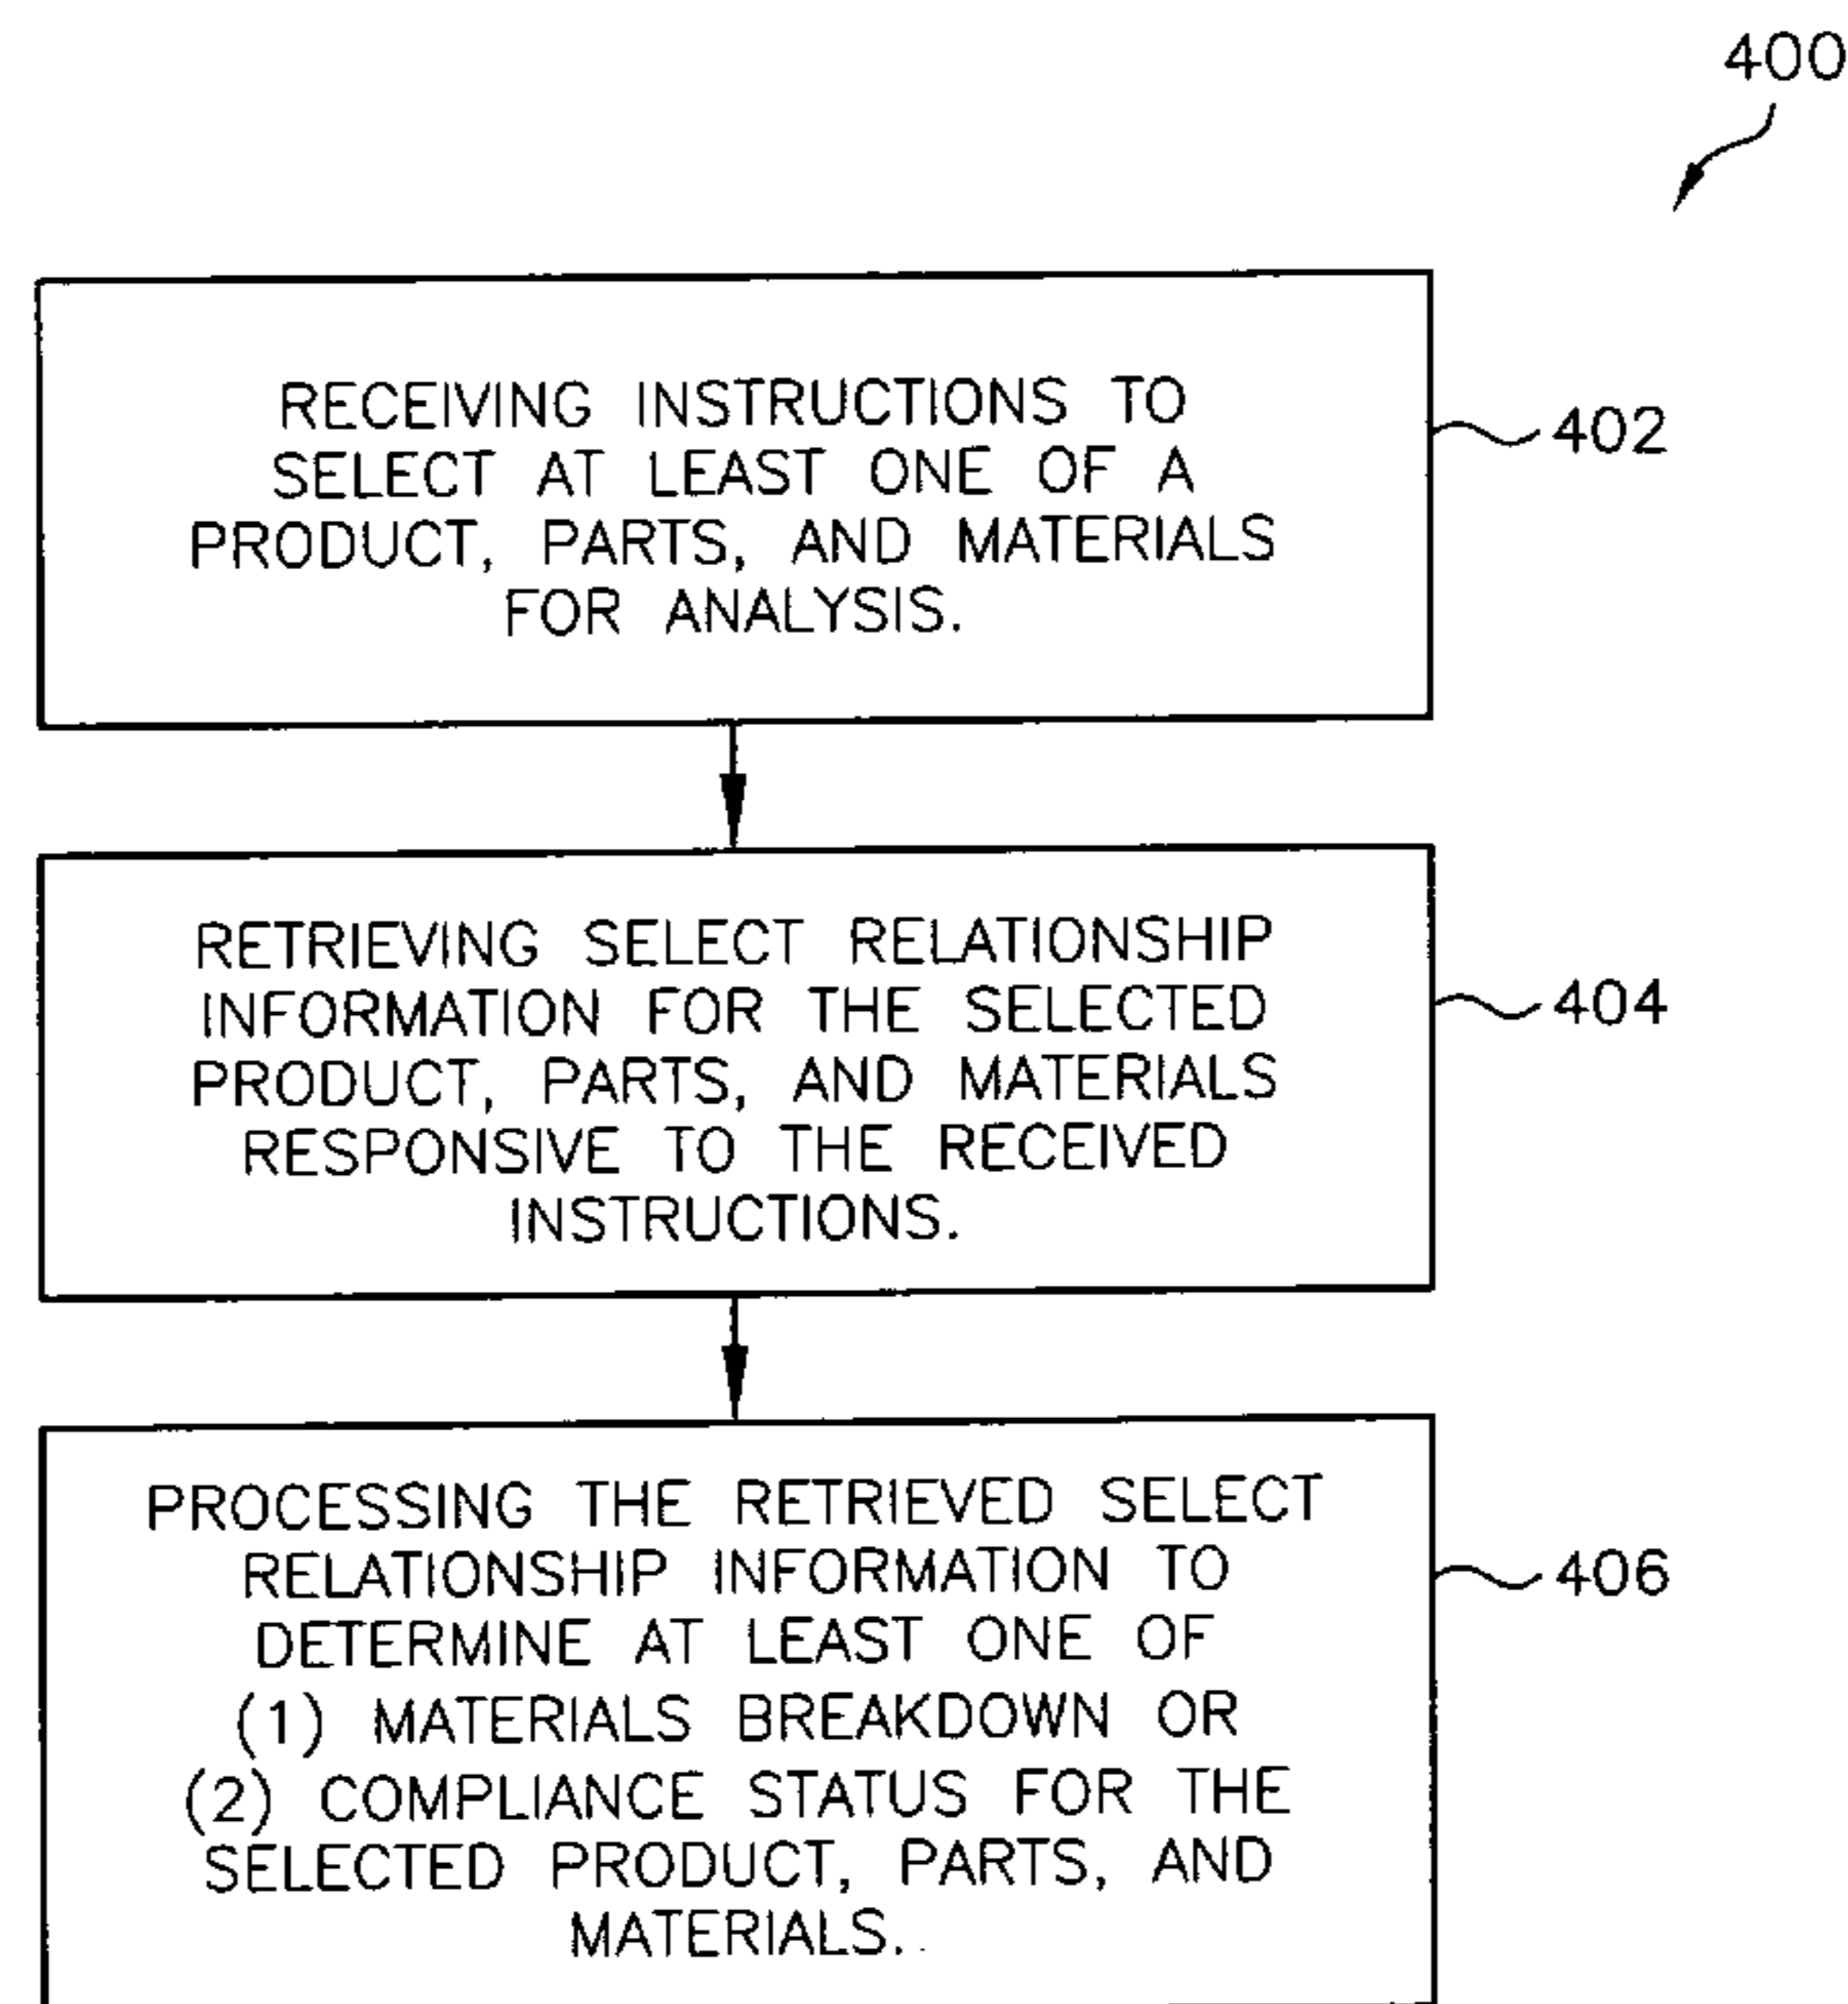 400
RECEIVING INSTRUCTIONS TO
SELECT AT LEAST ONE OF A
PRODUCT, PARTS, AND MATERIALS
FOR ANALYSIS.
402
RETRIEVING SELECT RELATIONSHIP
INFORMATION FOR THE SELECTED
PRODUCT, PARTS, AND MATERIALS
RESPONSIVE TO THE RECEIVED
INSTRUCTIONS.
404
PROCESSING THE RETRIEVED SELECT
RELATIONSHIP INFORMATION TO
DETERMINE AT LEAST ONE OF
(1) MATERIALS BREAKDOWN OR
(2) COMPLIANCE STATUS FOR THE
SELECTED PRODUCT, PARTS, AND
MATERIALS.
406